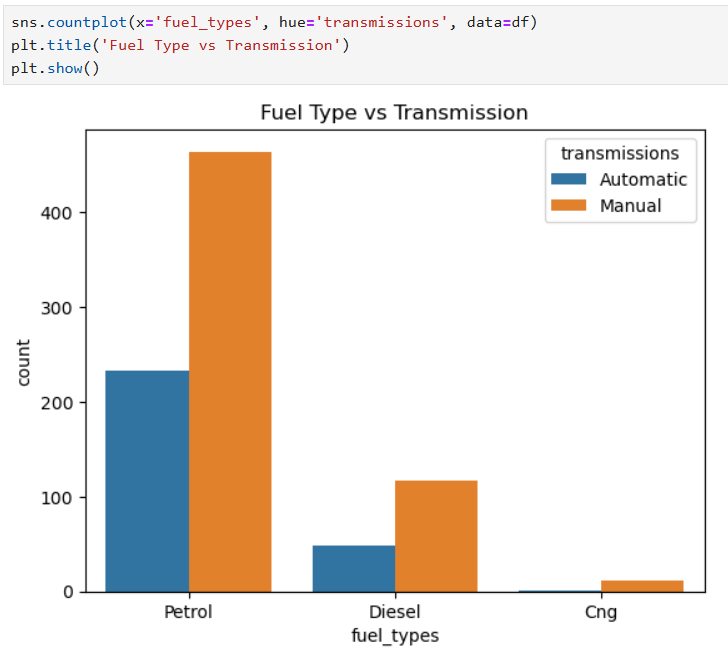 sns.countplot(x='fuel_types', hue='transmissions', data=df)
plt.title('Fuel Type vs Transmission')
plt.show()
Fuel Type vs Transmission
transmissions
Automatic
Manual
400
300
200
100
0
count
Petrol
Diesel
Cng
fuel_types